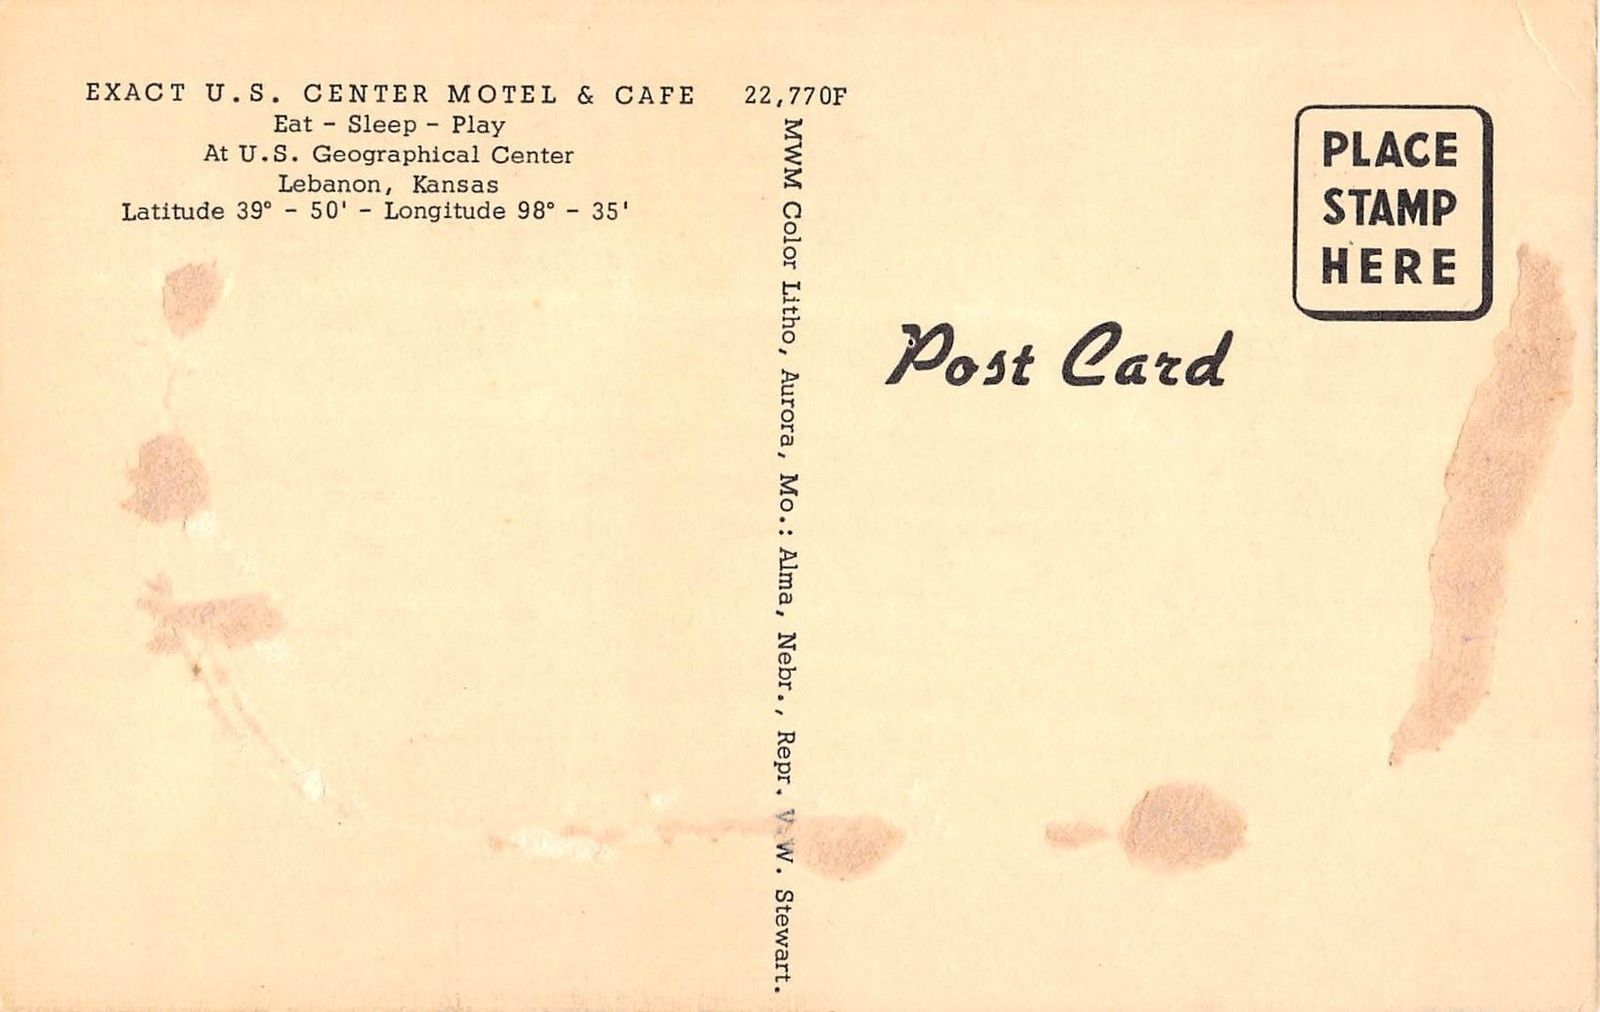 EXACT U.S. CENTER MOTEL & CAFE 22,770F
Eat - Sleep - Play
At U.S. Geographical Center
Lebanon, Kansas
Latitude 39° - 50' - Longitude 98° - 35'
MWM Color Litho, Aurora, Mo.: Alma, Nebr., Repr. V. W. Stewart.
PLACE
STAMP
HERE
Post Card